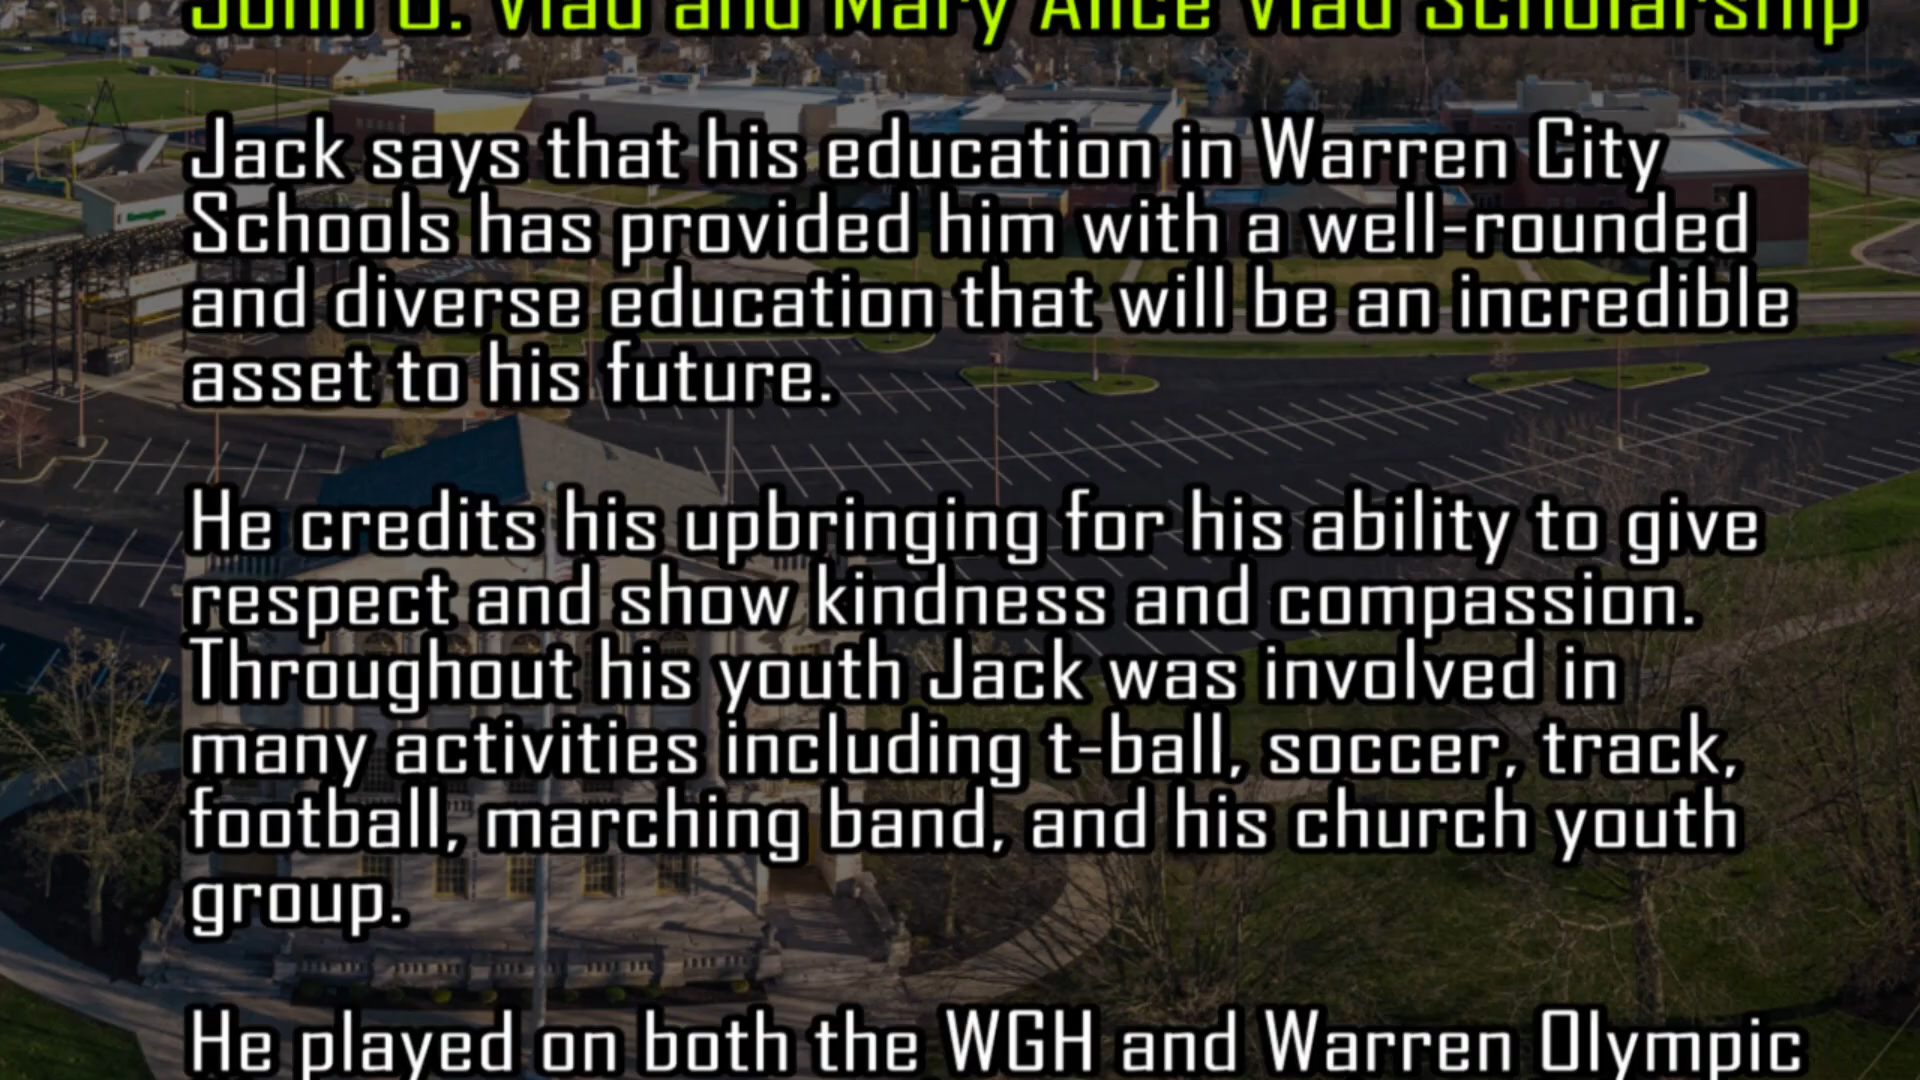 John D. Vlad and Mary Alice Vlad Scholarship
Jack says that his education in Warren City
Schools has provided him with a well-rounded
and diverse education that will be an incredible
asset to his future.
He credits his upbringing for his ability to give
respect and show kindness and compassion.
Throughout his youth Jack was involved in
many activities including t-ball, soccer, track,
football, marching band, and his church youth
group.
He played on both the WGH and Warren Olympic